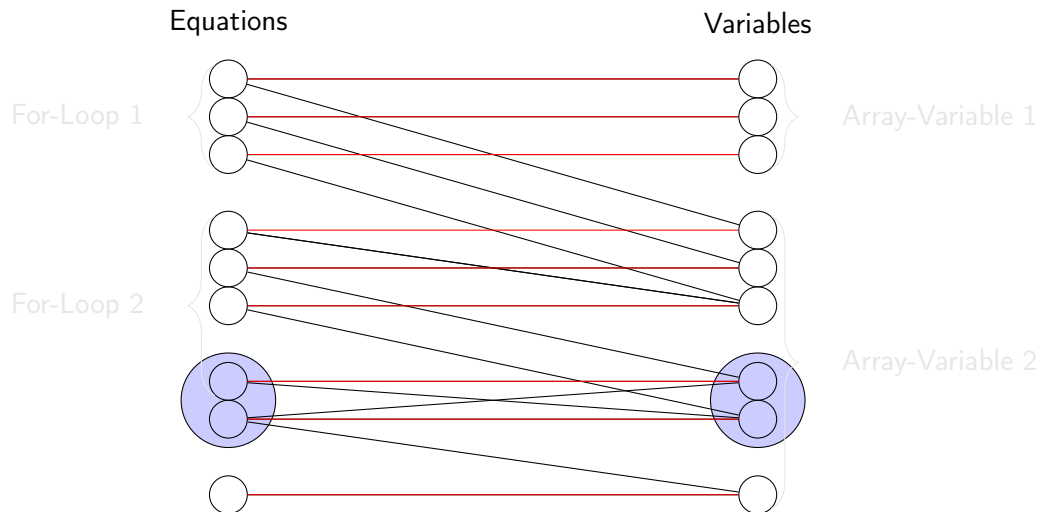 Equations
Variables
For-Loop 1
Array-Variable 1
For-Loop 2
Array-Variable 2